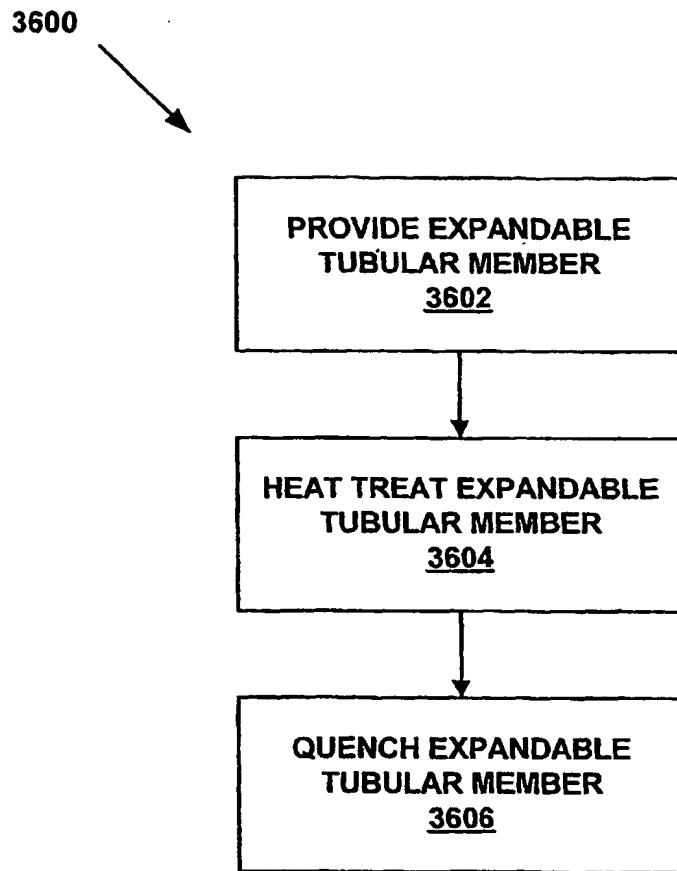 3600
PROVIDE EXPANDABLE
TUBULAR MEMBER
3602
HEAT TREAT EXPANDABLE
TUBULAR MEMBER
3604
QUENCH EXPANDABLE
TUBULAR MEMBER
3606